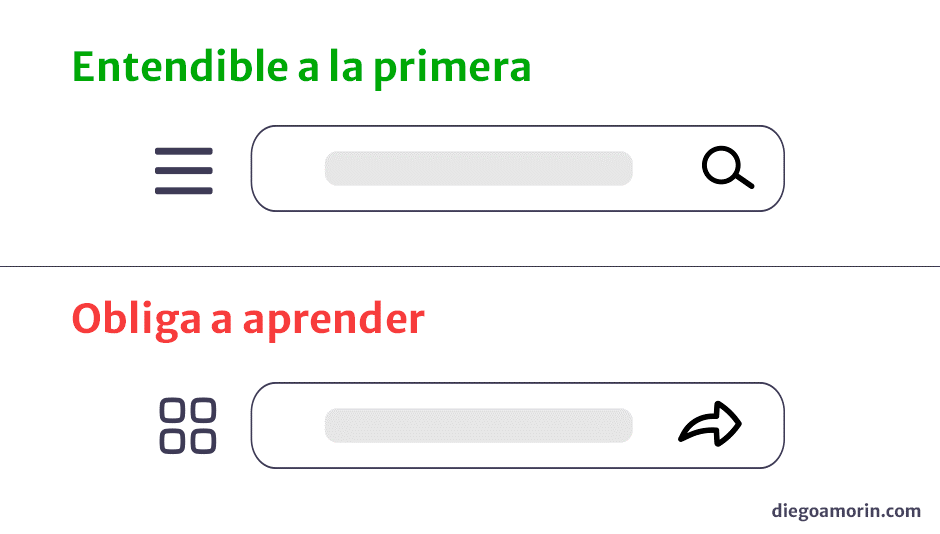 Entendible a la primera
Obliga a aprender
diegoamorin.com